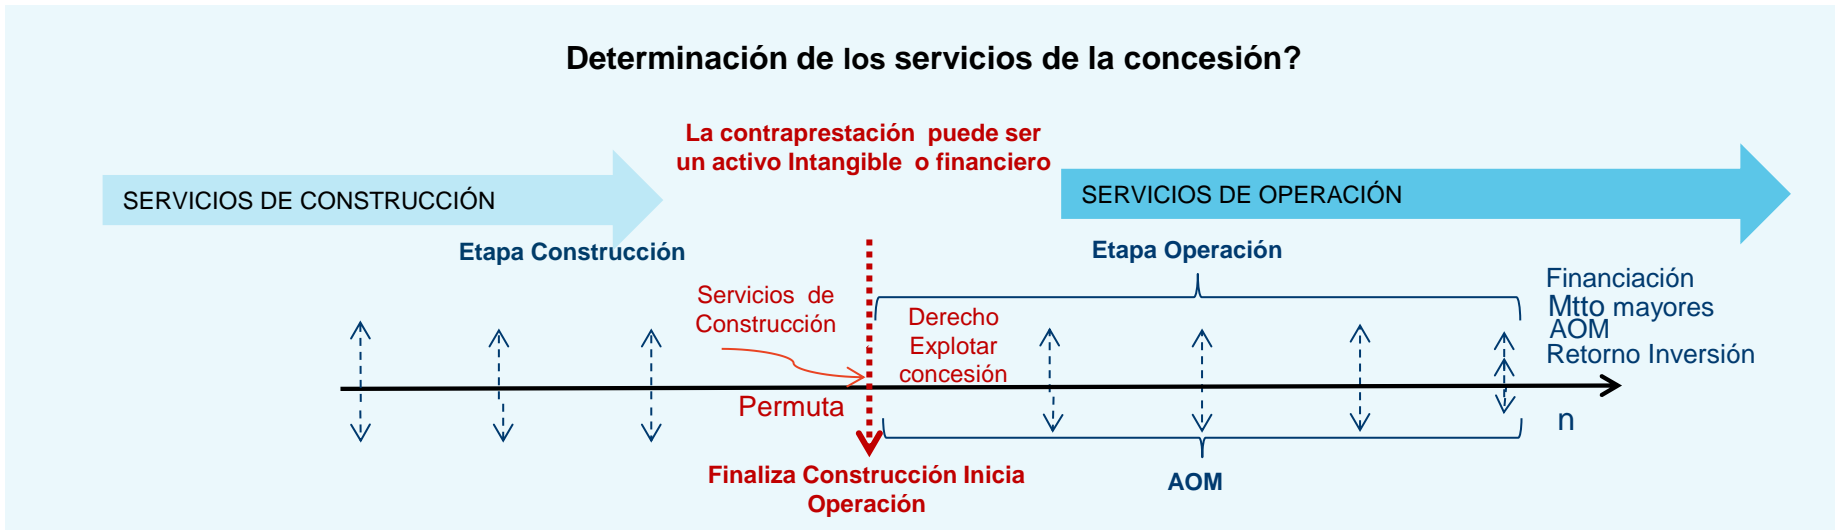 Determinación de los servicios de la concesión?
La contraprestación puede ser
un activo Intangible o financiero
SERVICIOS DE CONSTRUCCIÓN
SERVICIOS DE OPERACIÓN
Etapa Construcción
Etapa Operación
Servicios de
Construcción
Derecho
Explotar
concesión
Financiación
Mtto mayores
AOM
Retorno Inversión
Permuta
n
Finaliza Construcción Inicia
Operación
AOM